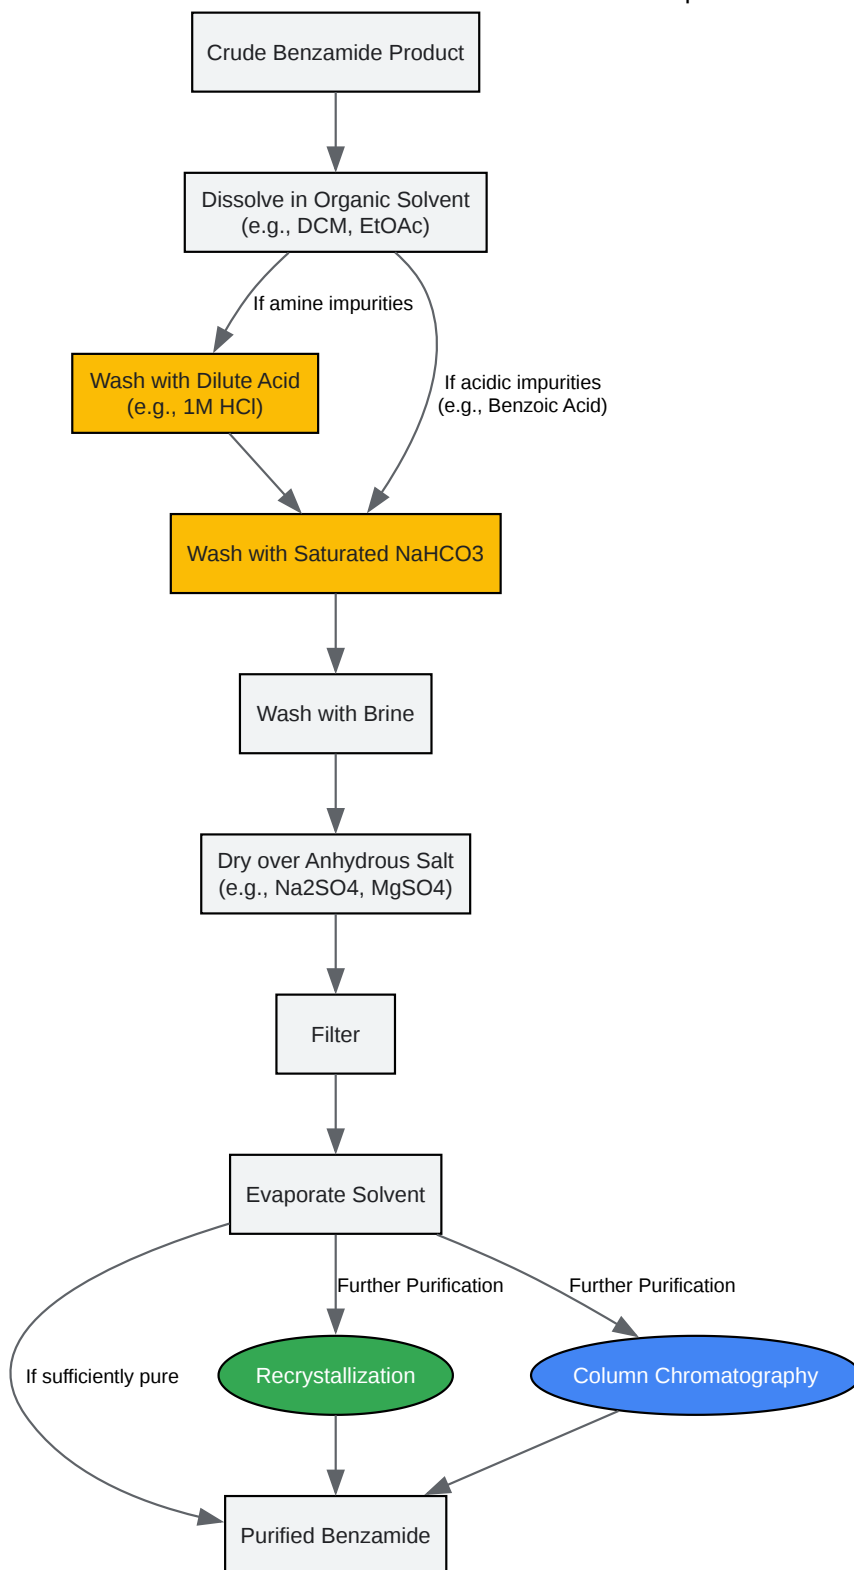 Crude Benzamide Product
Dissolve in Organic Solvent
(e.g., DCM, EtOAc)
If amine impurities
Wash with Dilute Acid
(e.g., 1M HCl)
If acidic impurities
(e.g., Benzoic Acid)
Wash with Saturated NaHCO3
Wash with Brine
Dry over Anhydrous Salt
(e.g., Na2SO4, MgSO4)
Filter
Evaporate Solvent
Further Purification
Further Purification
If sufficiently pure
Recrystallization
Column Chromatography
Purified Benzamide